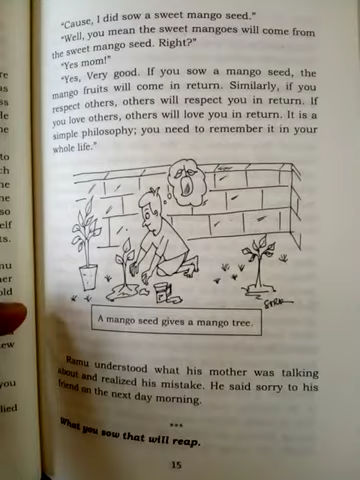 "Cause, I did sow a sweet mango seed."
"Well, you mean the sweet mangoes will come from
the sweet mango seed. Right?"
"Yes mom!"
"Yes, Very good. If you sow a mango seed, the
mango fruits will come in return. Similarly, if you
respect others, others will respect you in return. If
you love others, others will love you in return. It is a
simple philosophy; you need to remember it in your
whole life."
A mango seed gives a mango tree.
Ramu understood what his mother was talking
about and realized his mistake. He said sorry to his
friend on the next day morning.
***
What you sow that will reap.
15